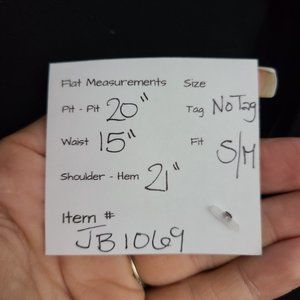 Flat Measurements Size
Pit - Pit 20" Tag No Tag
Waist 15" Fit S/M
Shoulder - Hem 21"
Item #
JB1069